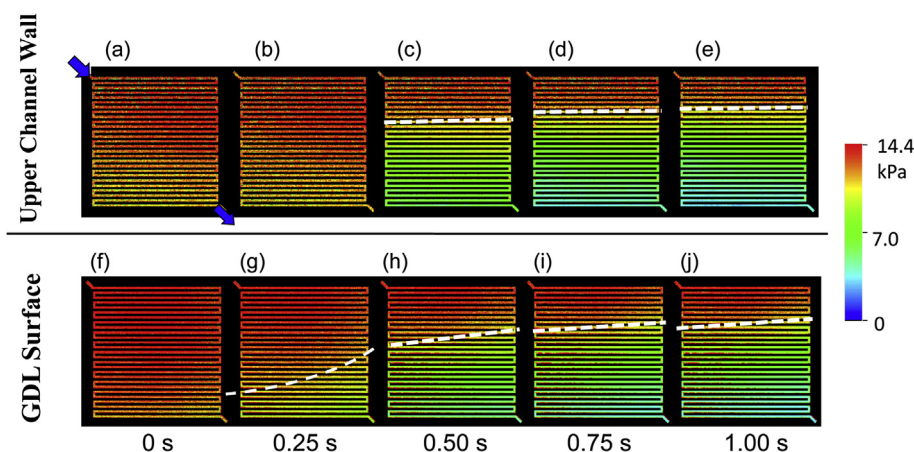 Upper Channel Wall
(a) (b) (c) (d) (e)
14.4
kPa
7.0
0
GDL Surface
(f) (g) (h) (i) (j)
0 s 0.25 s 0.50 s 0.75 s 1.00 s